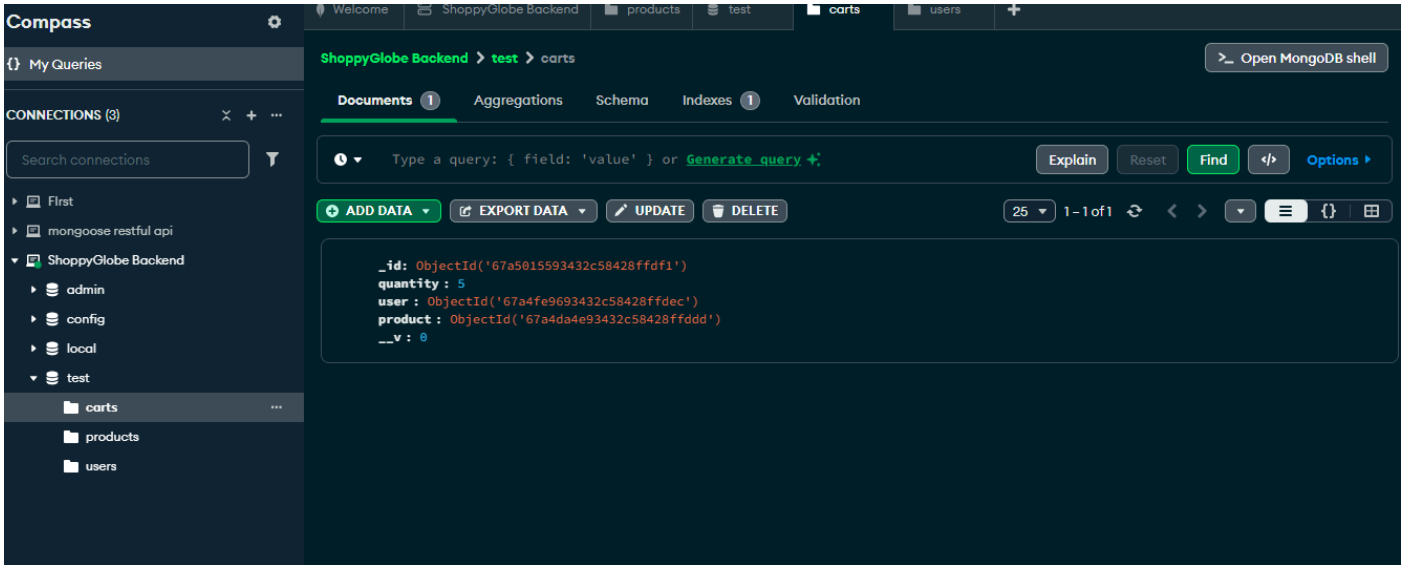 Compass
{} My Queries
CONNECTIONS (3)
Search connections
FIrst
mongoose restful api
ShoppyGlobe Backend
admin
config
local
test
carts
products
users
Welcome
ShoppyGlobe Backend
products
test
carts
users
ShoppyGlobe Backend > test > carts
>_ Open MongoDB shell
Documents 1 Aggregations Schema Indexes 1 Validation
Type a query: { field: 'value' } or Generate query
Explain Reset Find </> Options
ADD DATA EXPORT DATA UPDATE DELETE
25 1-1 of 1 {}
_id: ObjectId('67a5015593432c58428ffdf1')
quantity : 5
user : ObjectId('67a4fe9693432c58428ffdec')
product : ObjectId('67a4da4e93432c58428ffddd')
__v : 0